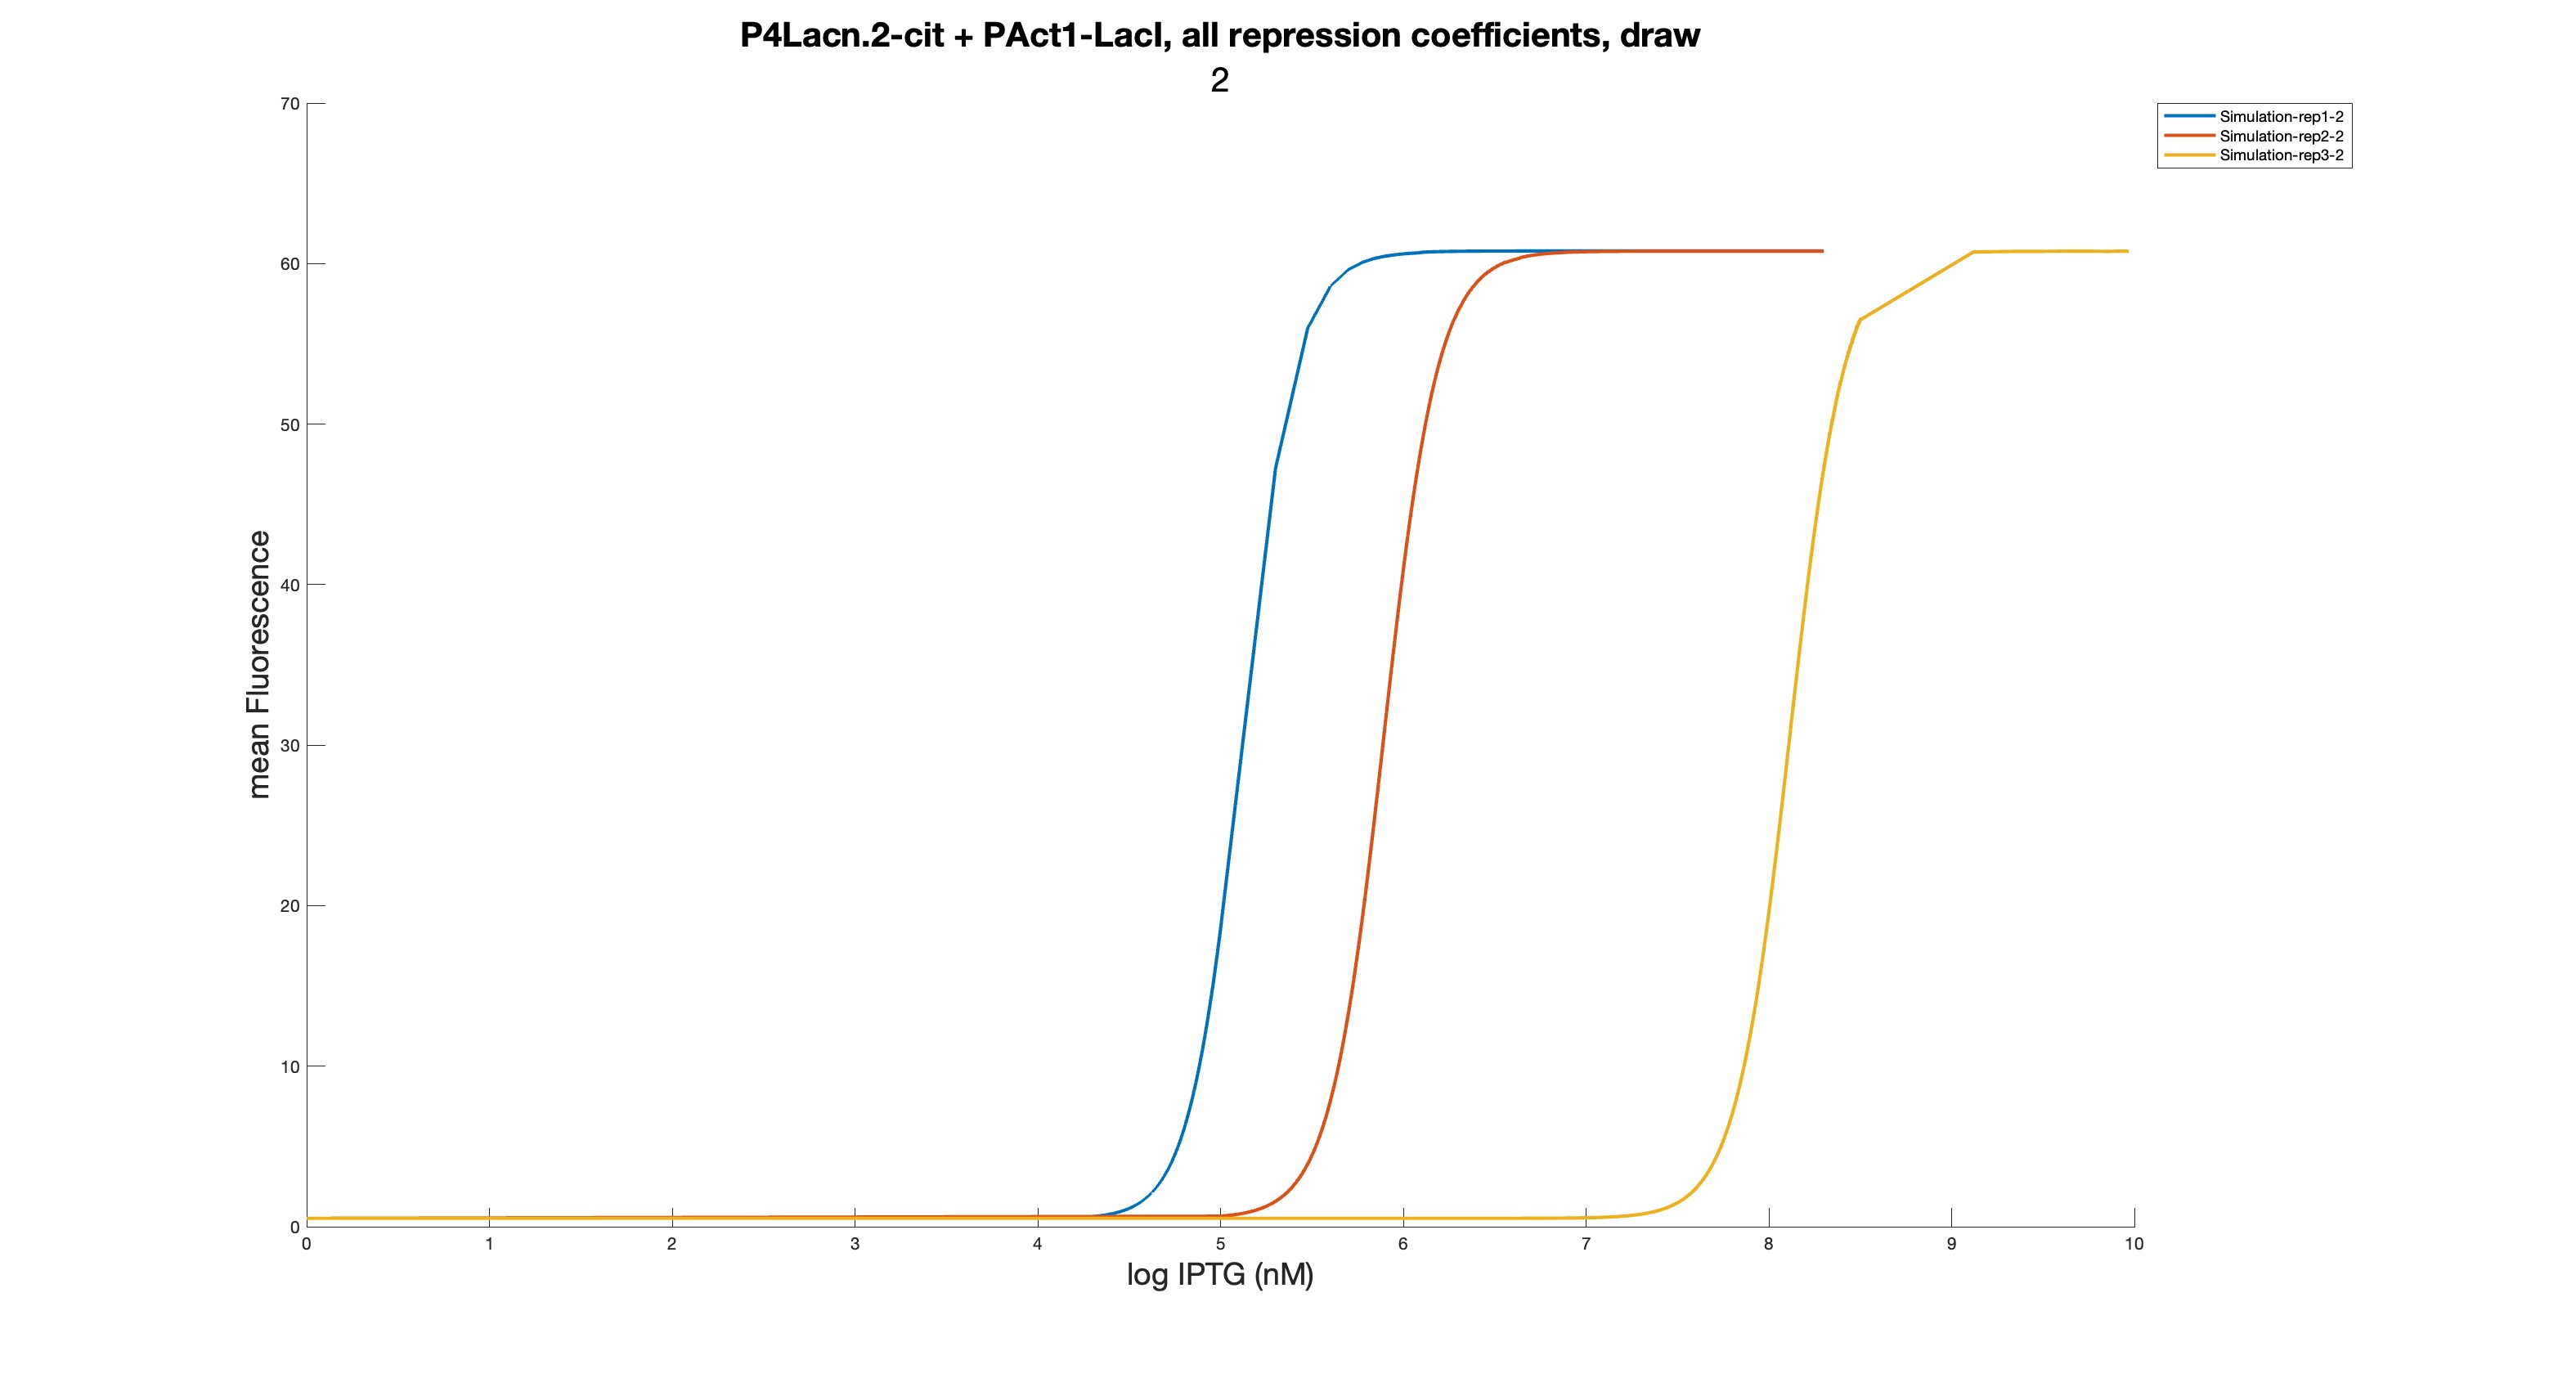 P4Lacn.2-cit + PAct1-LacI, all repression coefficients, draw
2
Simulation-rep1-2
Simulation-rep2-2
Simulation-rep3-2
mean Fluorescence
70
60
50
40
30
20
10
0
0 1 2 3 4 5 6 7 8 9 10
log IPTG (nM)